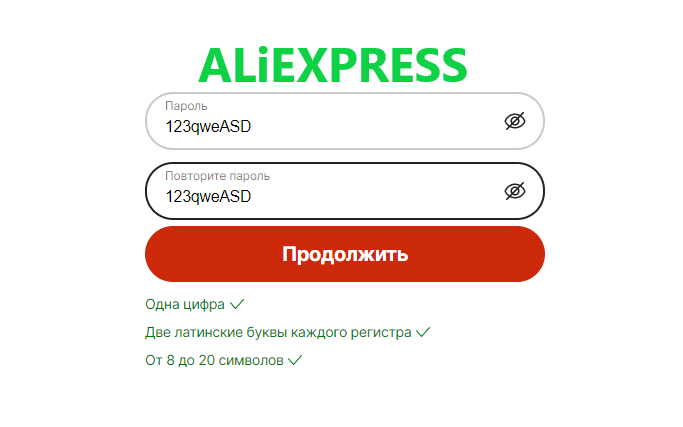 ALiEXPRESS
Пароль
123qweASD
Повторите пароль
123qweASD
Продолжить
Одна цифра
Две латинские буквы каждого регистра
От 8 до 20 символов